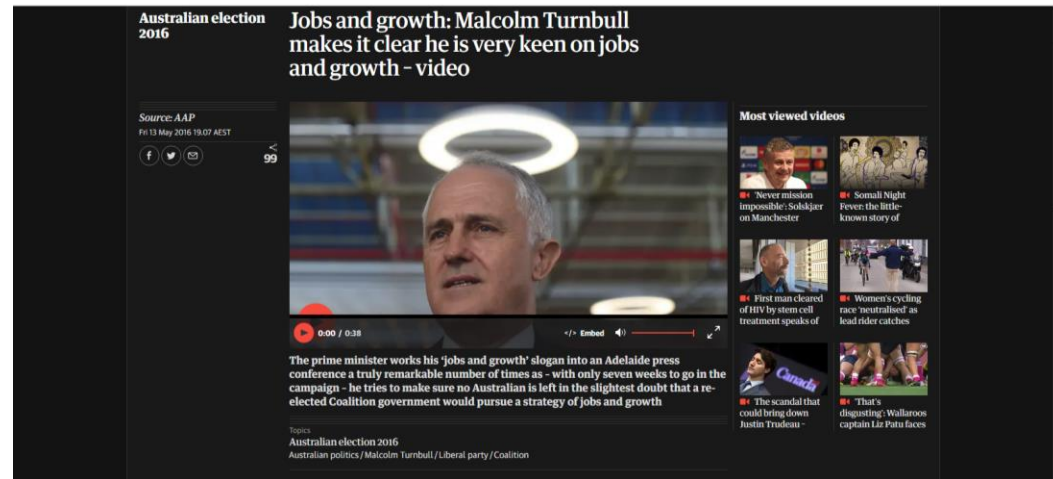 Australian election
2016
Jobs and growth: Malcolm Turnbull
makes it clear he is very keen on jobs
and growth – video
Source: AAP
Fri 13 May 2016 19.07 AEST
99
0:00 / 0:38
</> Embed
The prime minister works his ‘jobs and growth’ slogan into an Adelaide press
conference a truly remarkable number of times as – with only seven weeks to go in the
campaign – he tries to make sure no Australian is left in the slightest doubt that a re-
elected Coalition government would pursue a strategy of jobs and growth
Topics
Australian election 2016
Australian politics / Malcolm Turnbull / Liberal party / Coalition
Most viewed videos
'Never mission
impossible': Solskjær
on Manchester
Somali Night
Fever: the little-
known story of
First man cleared
of HIV by stem cell
treatment speaks of
Women's cycling
race 'neutralised' as
lead rider catches
Canada
The scandal that
could bring down
Justin Trudeau –
'That's
disgusting': Wallaroos
captain Liz Patu faces